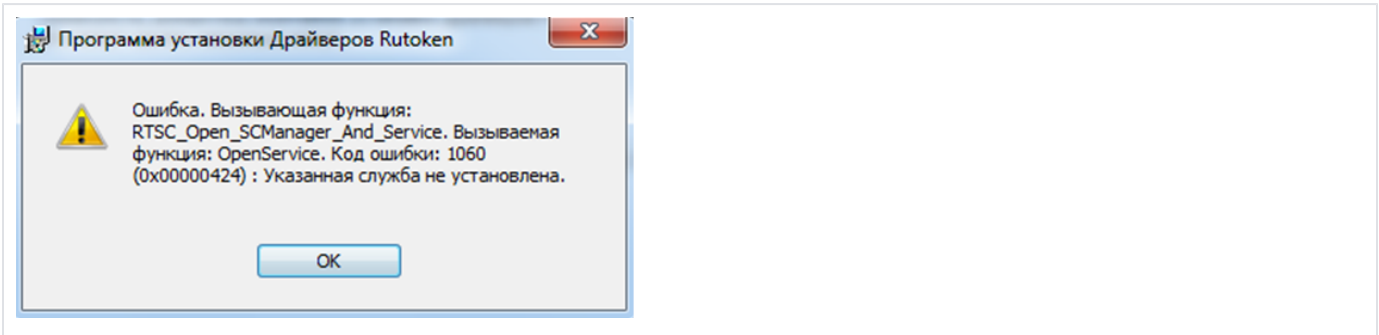 Программа установки Драйверов Rutoken
Ошибка. Вызывающая функция:
RTSC_Open_SCManager_And_Service. Вызываемая
функция: OpenService. Код ошибки: 1060
(0x00000424) : Указанная служба не установлена.
OK